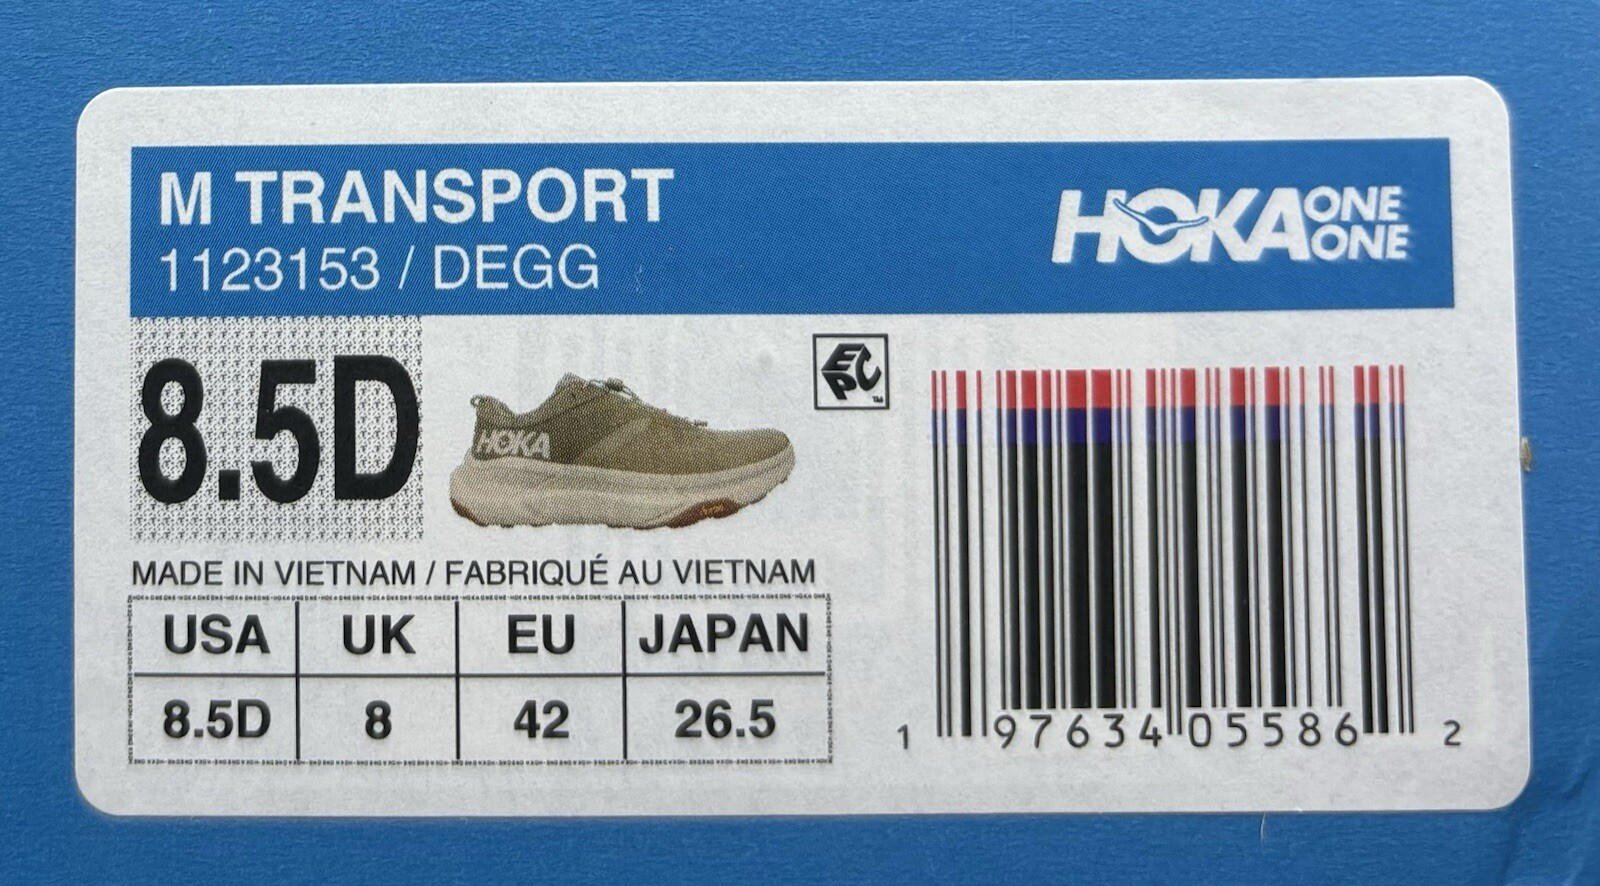 M TRANSPORT
1123153 / DEGG
HOKA ONE ONE
8.5D
HOKA
EPC™
MADE IN VIETNAM / FABRIQUÉ AU VIETNAM
USA UK EU JAPAN
8.5D 8 42 26.5
1 97634 05586 2